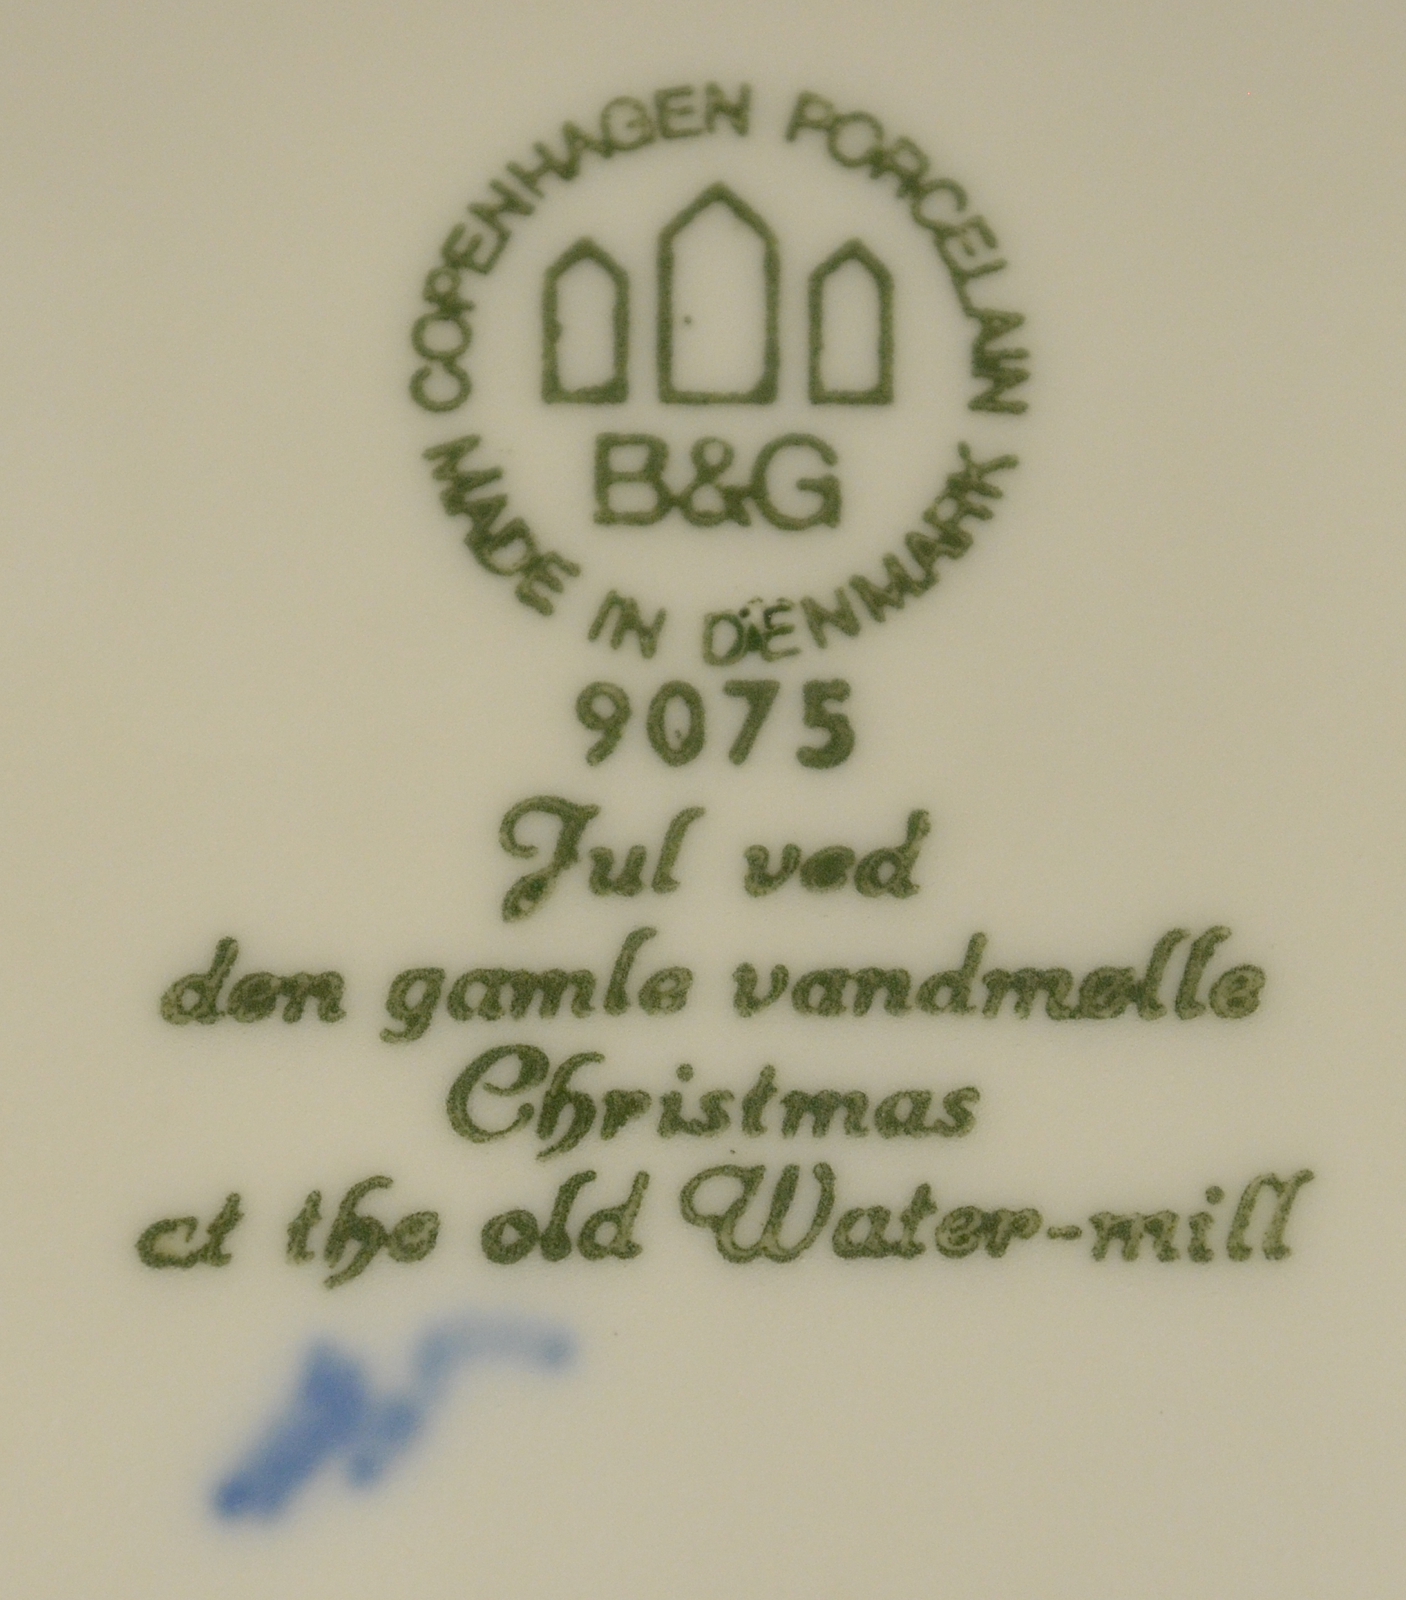 COPENHAGEN PORCELAIN
B&G
MADE IN DENMARK
9075
Jul ved
den gamle vandmølle
Christmas
at the old Water-mill